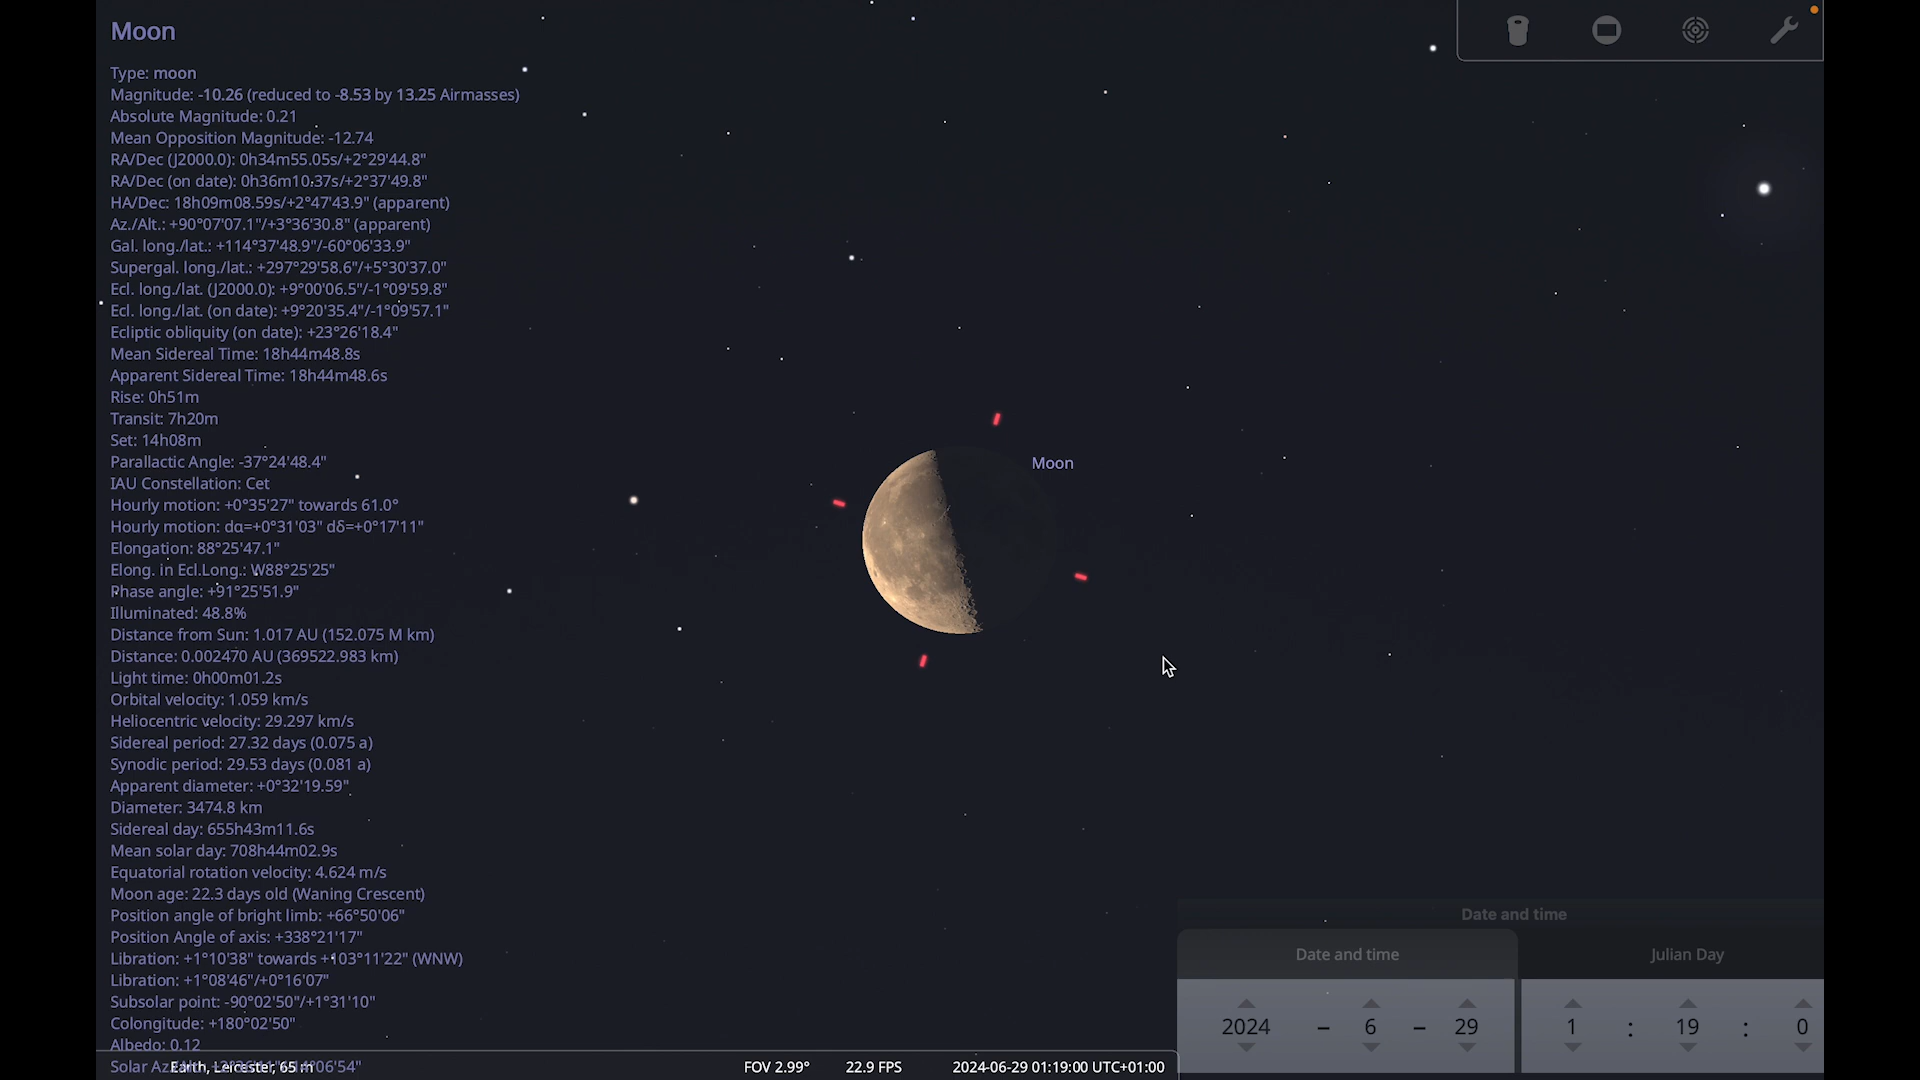 Moon
Type: moon
Magnitude: -10.26 (reduced to -8.53 by 13.25 Airmasses)
Absolute Magnitude: 0.21
Mean Opposition Magnitude: -12.74
RA/Dec (J2000.0): 0h34m55.05s/+2°29'44.8"
RA/Dec (on date): 0h36m10.37s/+2°37'49.8"
HA/Dec: 18h09m08.59s/+2°47'43.9" (apparent)
Az./Alt.: +90°07'07.1"/+3°36'30.8" (apparent)
Gal. long./lat.: +114°37'48.9"/-60°06'33.9"
Supergal. long./lat.: +297°29'58.6"/+5°30'37.0"
Ecl. long./lat. (J2000.0): +9°00'06.5"/-1°09'59.8"
Ecl. long./lat. (on date): +9°20'35.4"/-1°09'57.1"
Ecliptic obliquity (on date): +23°26'18.4"
Mean Sidereal Time: 18h44m48.8s
Apparent Sidereal Time: 18h44m48.6s
Rise: 0h51m
Transit: 7h20m
Set: 14h08m
Parallactic Angle: -37°24'48.4"
IAU Constellation: Cet
Hourly motion: +0°35'27" towards 61.0°
Hourly motion: dα=+0°31'03" dδ=+0°17'11"
Elongation: 88°25'47.1"
Elong. in Ecl.Long.: W88°25'25"
Phase angle: +91°25'51.9"
Illuminated: 48.8%
Distance from Sun: 1.017 AU (152.075 M km)
Distance: 0.002470 AU (369522.983 km)
Light time: 0h00m01.2s
Orbital velocity: 1.059 km/s
Heliocentric velocity: 29.297 km/s
Sidereal period: 27.32 days (0.075 a)
Synodic period: 29.53 days (0.081 a)
Apparent diameter: +0°32'19.59"
Diameter: 3474.8 km
Sidereal day: 655h43m11.6s
Mean solar day: 708h44m02.9s
Equatorial rotation velocity: 4.624 m/s
Moon age: 22.3 days old (Waning Crescent)
Position angle of bright limb: +66°50'06"
Position Angle of axis: +338°21'17"
Libration: +1°10'38" towards +103°11'22" (WNW)
Libration: +1°08'46"/+0°16'07"
Subsolar point: -90°02'50"/+1°31'10"
Colongitude: +180°02'50"
Albedo: 0.12
Solar
Moon
Date and time
Date and time Julian Day
2024 – 6 – 29 1 : 19 : 0
Earth, Leicester, 65 m FOV 2.99° 22.9 FPS 2024-06-29 01:19:00 UTC+01:00